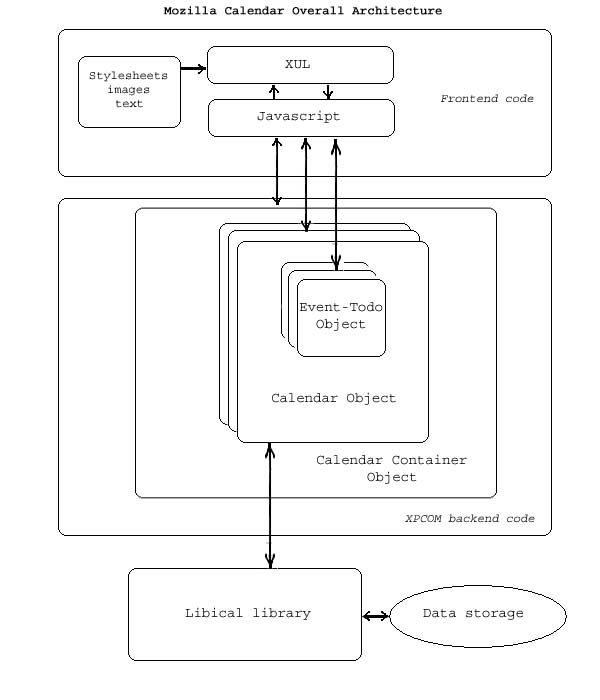 Mozilla Calendar Overall Architecture
Stylesheets
images
text
XUL
Javascript
Frontend code
Event-Todo
Object
Calendar Object
Calendar Container
Object
XPCOM backend code
Libical library
Data storage